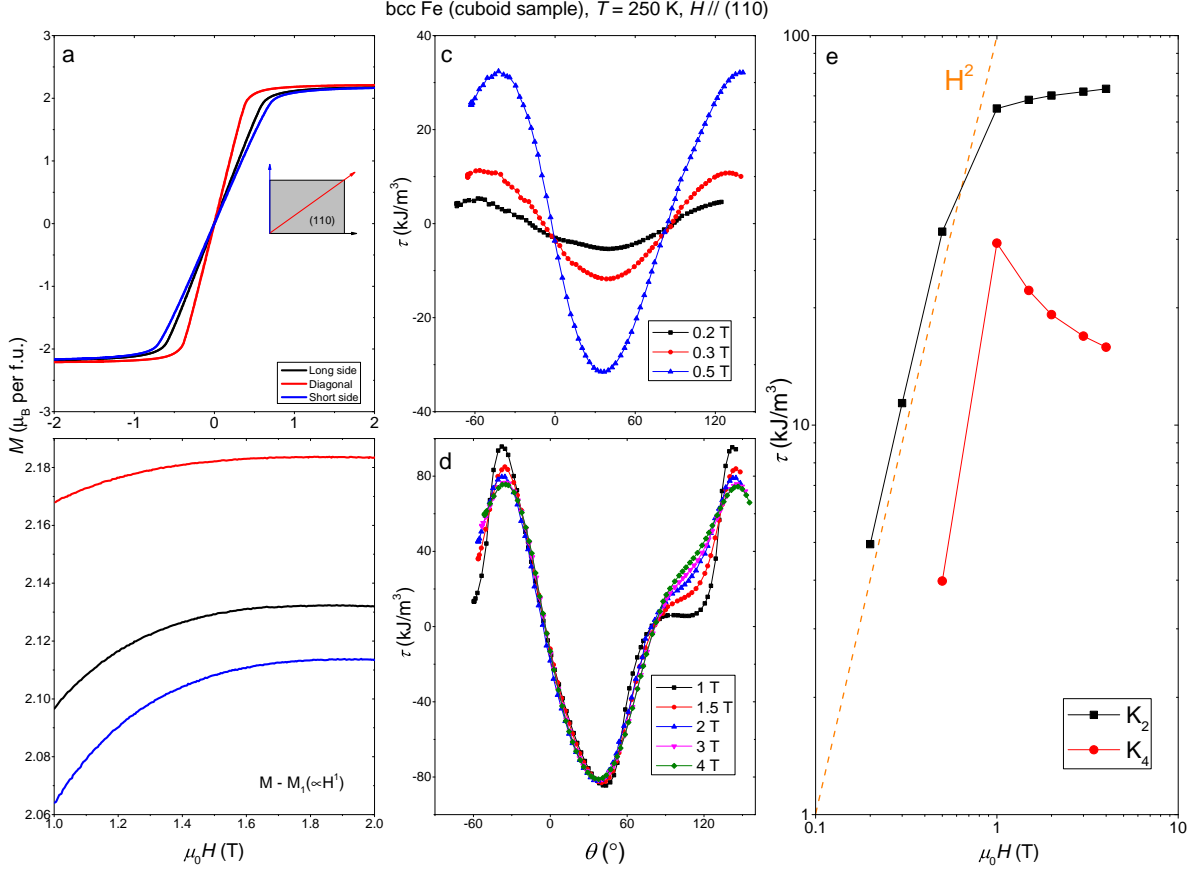 bcc Fe (cuboid sample), T = 250 K, H // (110)
a
3
2
1
0
-1
-2
-3
-2
-1
0
1
2
(110)
Long side
Diagonal
Short side
M (μB per f.u.)
2.18
2.16
2.14
2.12
2.10
2.08
2.06
1.0
1.2
1.4
1.6
1.8
2.0
M - M₁(∝H¹)
μ₀H (T)
c
40
20
0
-20
-40
-60
0
60
120
τ (kJ/m³)
0.2 T
0.3 T
0.5 T
d
80
40
0
-40
-80
-60
0
60
120
τ (kJ/m³)
1 T
1.5 T
2 T
3 T
4 T
θ (°)
e
H²
100
10
1
0.1
1
10
τ (kJ/m³)
K₂
K₄
μ₀H (T)